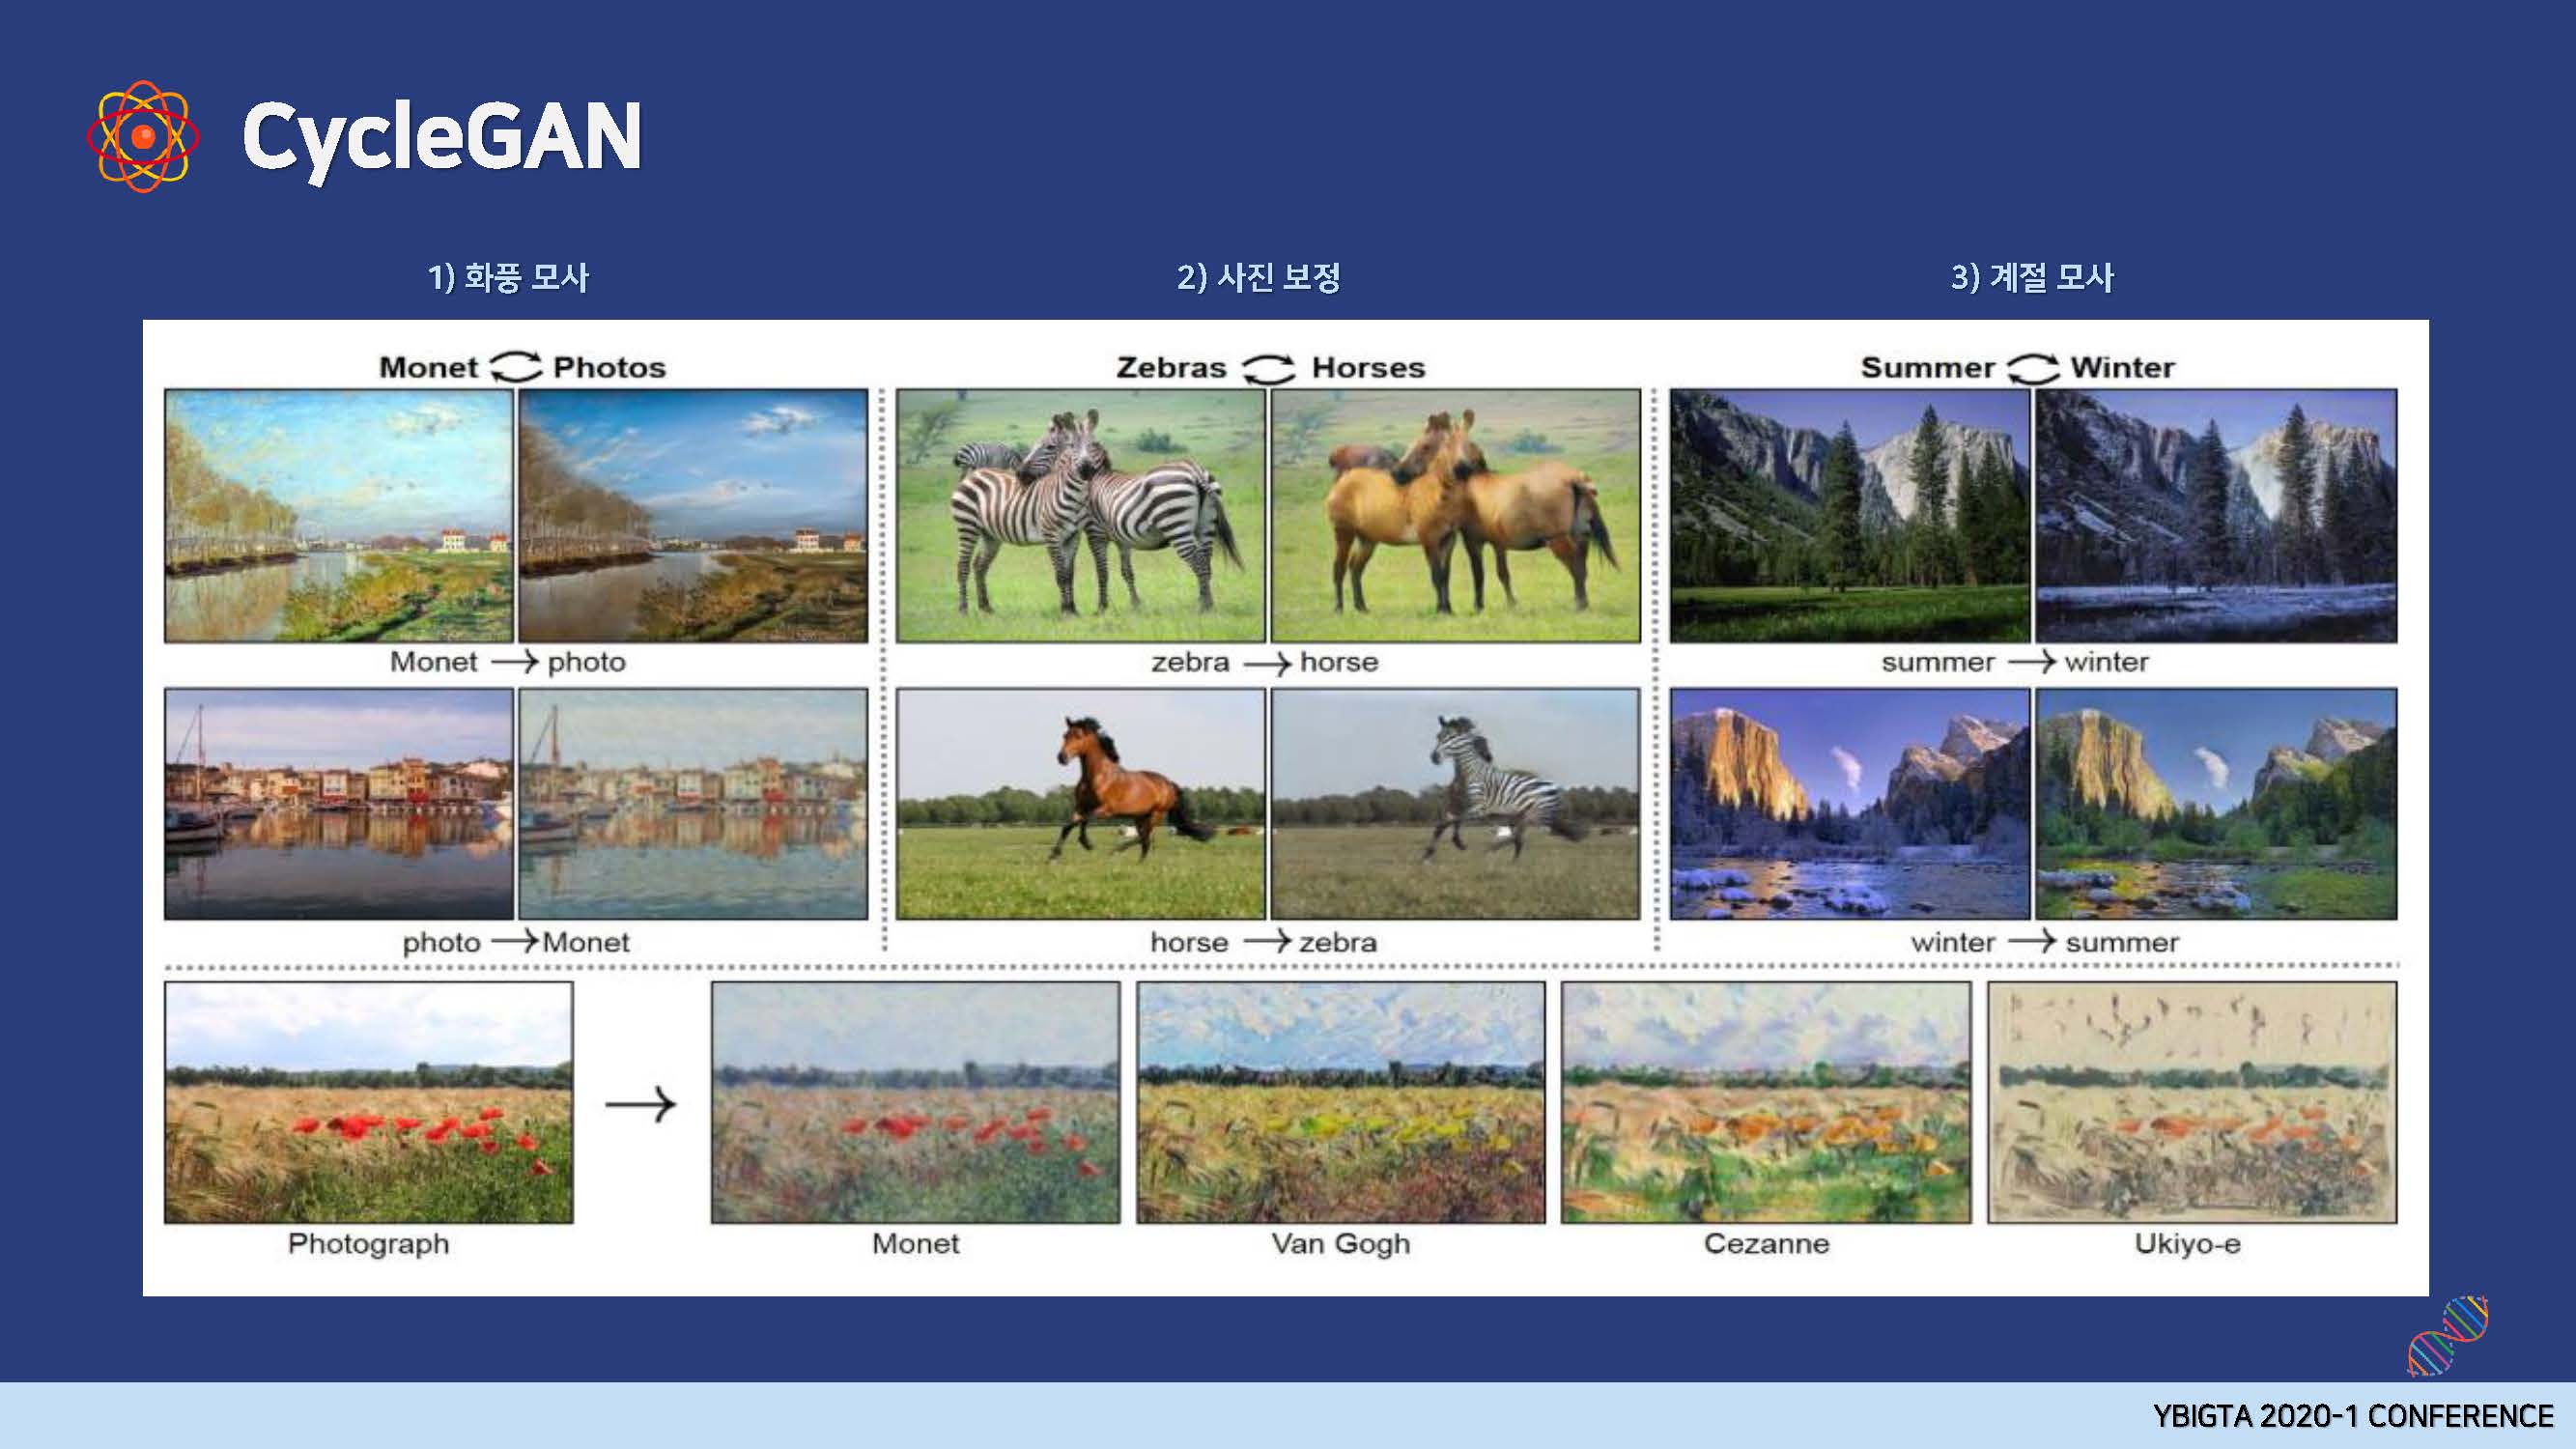 CycleGAN
1) 화풍 모사
2) 사진 보정
3) 계절 모사
Monet Photos
Zebras Horses
Summer Winter
Monet → photo
zebra → horse
summer → winter
photo → Monet
horse → zebra
winter → summer
→
Photograph
Monet
Van Gogh
Cezanne
Ukiyo-e
YBIGTA 2020-1 CONFERENCE